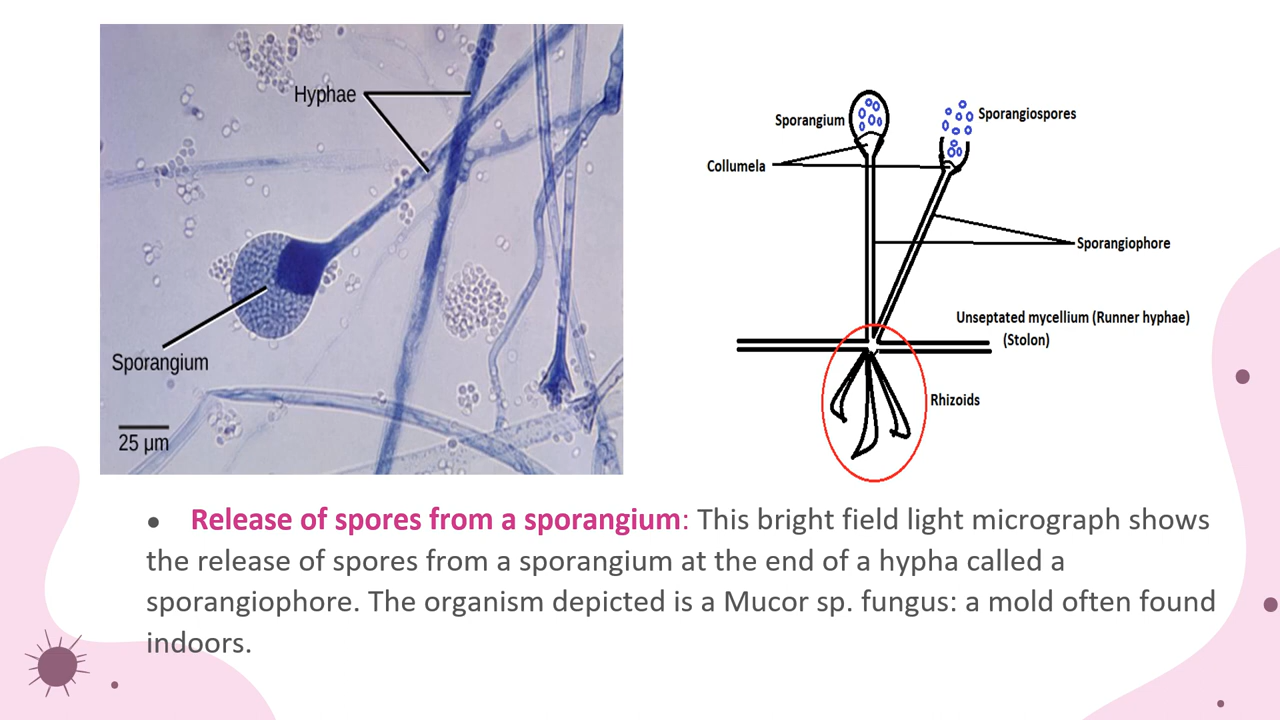 Hyphae
Sporangium
25 µm
Sporangium
Sporangiospores
Collumela
Sporangiophore
Unseptated mycellium (Runner hyphae)
(Stolon)
Rhizoids
● Release of spores from a sporangium: This bright field light micrograph shows
the release of spores from a sporangium at the end of a hypha called a
sporangiophore. The organism depicted is a Mucor sp. fungus: a mold often found
indoors.